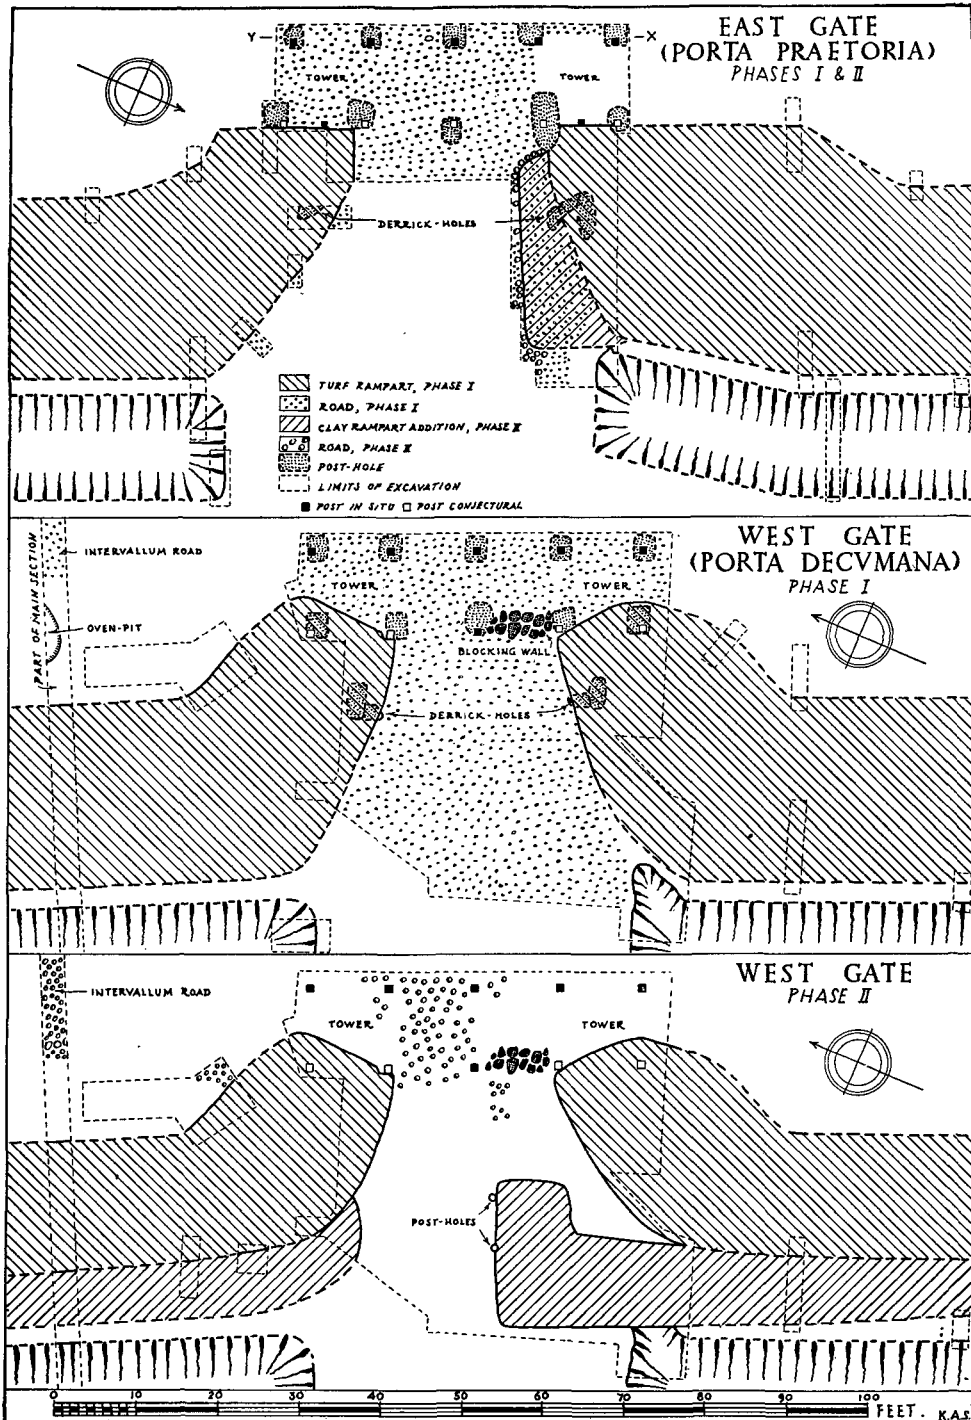 EAST GATE
(PORTA PRAETORIA)
PHASES I & II
Y
X
TOWER
TOWER
DERRICK-HOLES
TURF RAMPART, PHASE I
ROAD, PHASE I
CLAY RAMPART ADDITION, PHASE II
ROAD, PHASE II
POST-HOLE
LIMITS OF EXCAVATION
POST IN SITU
POST CONJECTURAL
WEST GATE
(PORTA DECVMANA)
PHASE I
PART OF MAIN SECTION
INTERVALLUM ROAD
OVEN-PIT
TOWER
TOWER
BLOCKING WALL
DERRICK-HOLES
WEST GATE
PHASE II
INTERVALLUM ROAD
TOWER
TOWER
POST-HOLES
0 10 20 30 40 50 60 70 80 90 100
FEET.
K.A.S.